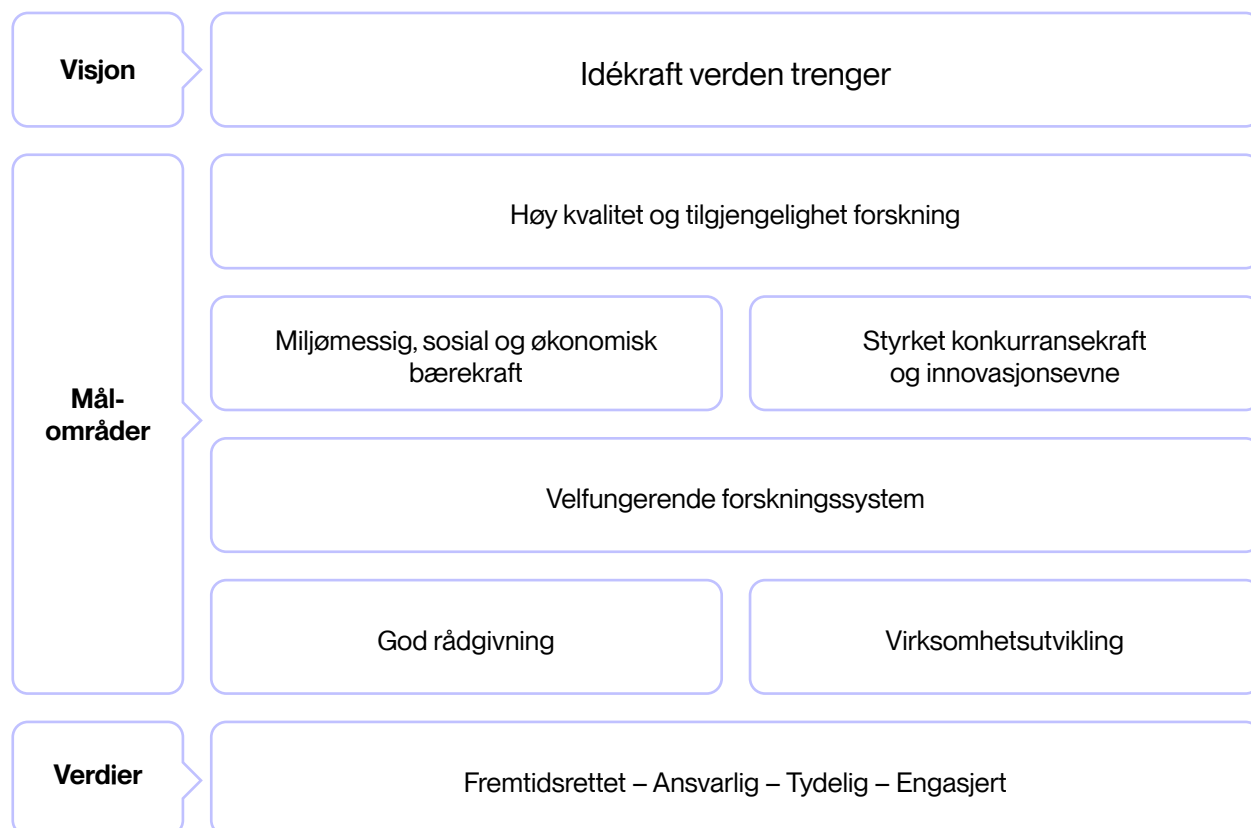 Visjon
Idékraft verden trenger
Høy kvalitet og tilgjengelighet forskning
Mål-
områder
Miljømessig, sosial og økonomisk
bærekraft
Styrket konkurransekraft
og innovasjonsevne
Velfungerende forskningssystem
God rådgivning
Virksomhetsutvikling
Verdier
Fremtidsrettet – Ansvarlig – Tydelig – Engasjert